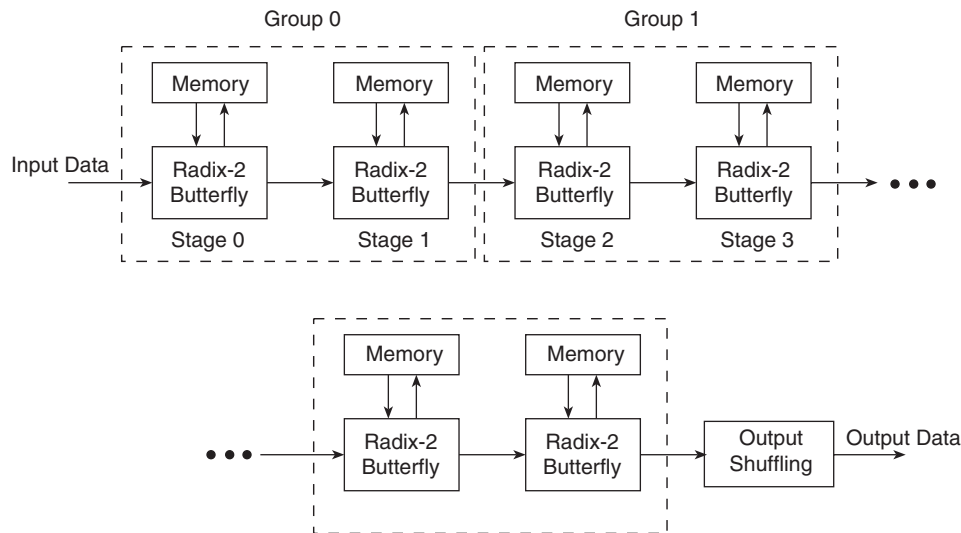 Group 0
Group 1
Memory
Memory
Memory
Memory
Input Data
Radix-2
Butterfly
Radix-2
Butterfly
Radix-2
Butterfly
Radix-2
Butterfly
Stage 0
Stage 1
Stage 2
Stage 3
Memory
Memory
Radix-2
Butterfly
Radix-2
Butterfly
Output
Shuffling
Output Data